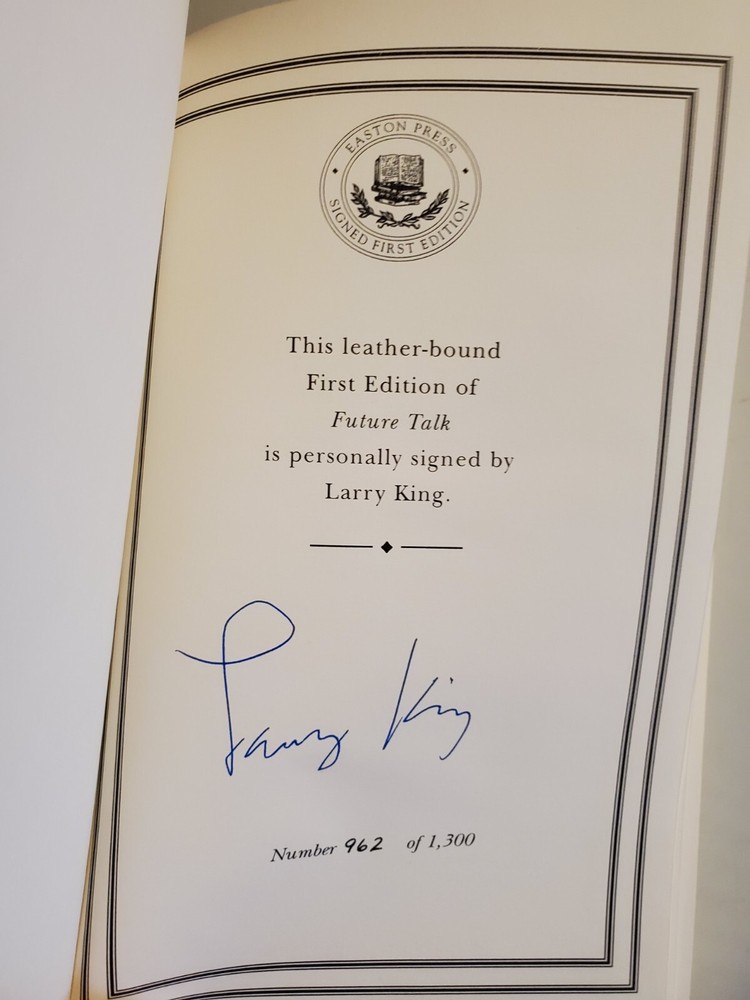 EASTON PRESS
SIGNED FIRST EDITION
This leather-bound
First Edition of
Future Talk
is personally signed by
Larry King.
Larry King
Number 962 of 1,300